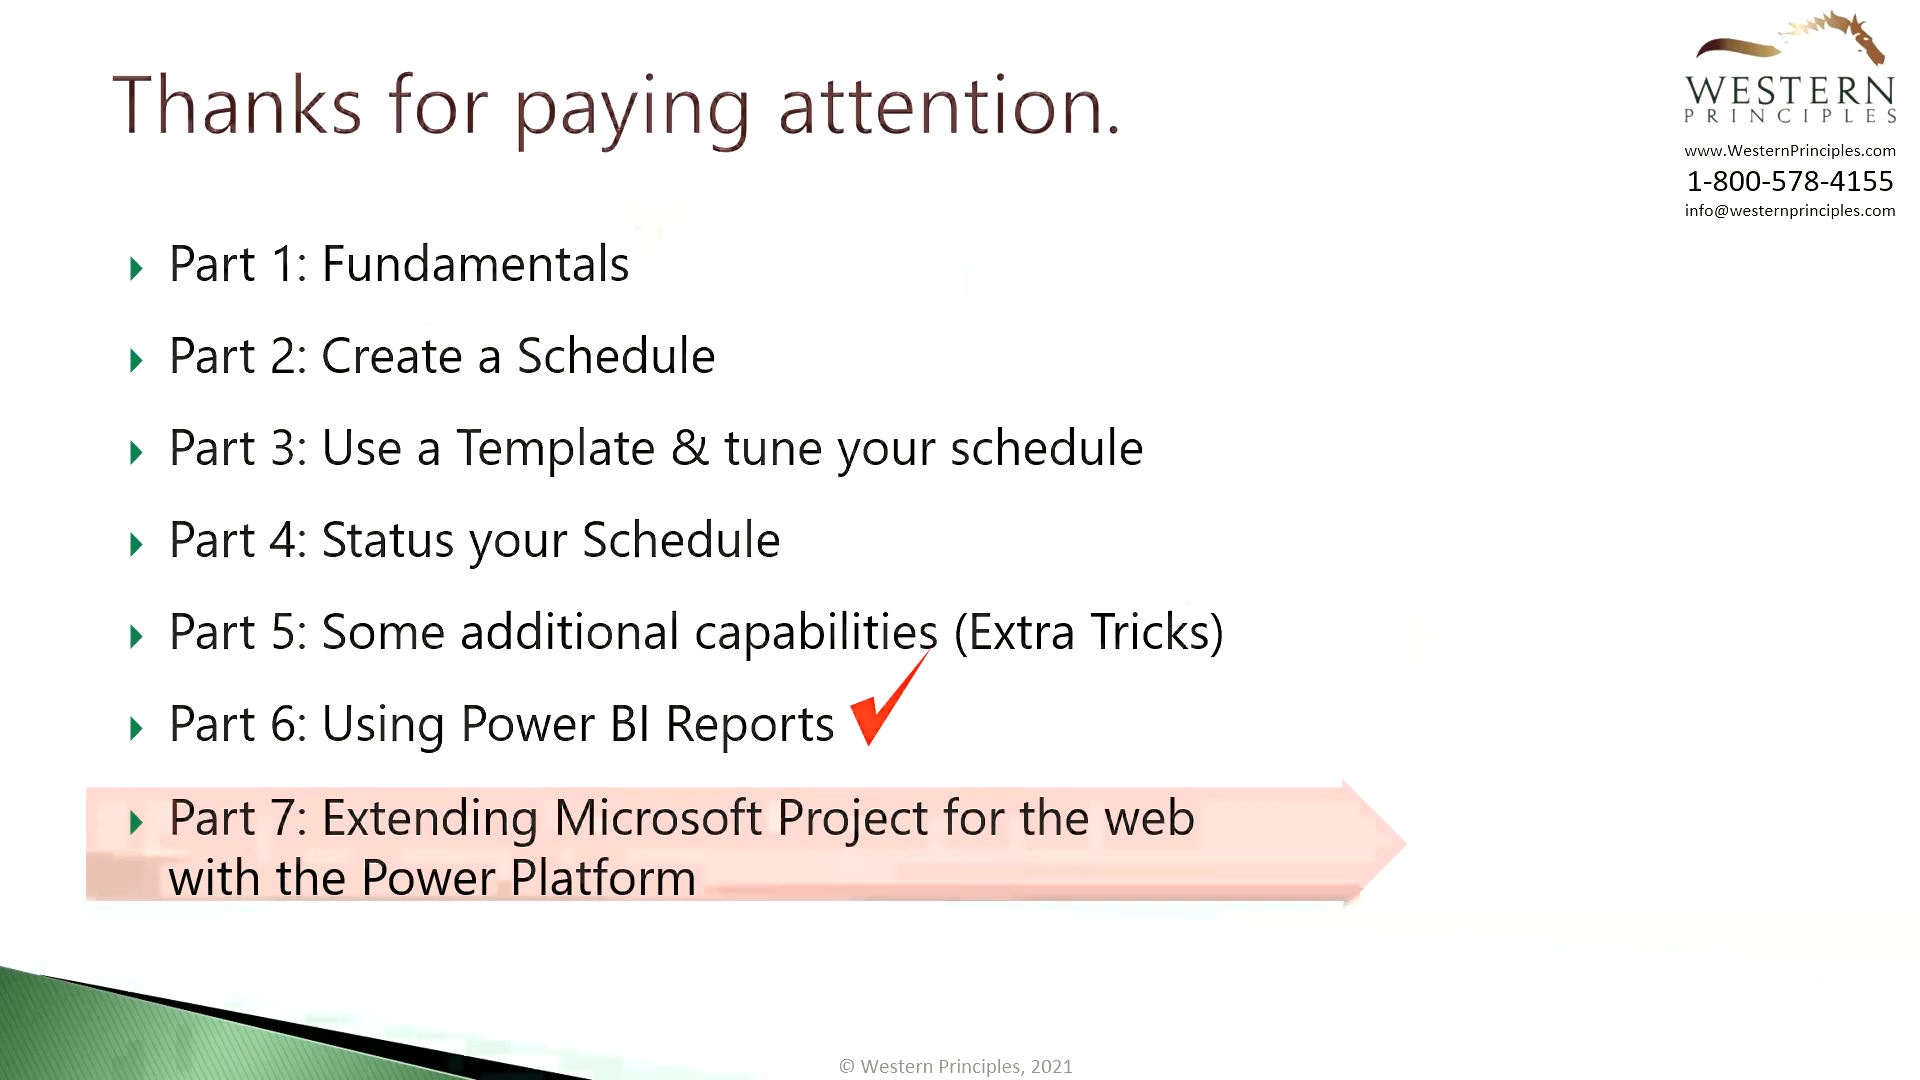 Thanks for paying attention.
WESTERN
PRINCIPLES
www.WesternPrinciples.com
1-800-578-4155
info@westernprinciples.com
Part 1: Fundamentals
Part 2: Create a Schedule
Part 3: Use a Template & tune your schedule
Part 4: Status your Schedule
Part 5: Some additional capabilities (Extra Tricks)
Part 6: Using Power BI Reports
Part 7: Extending Microsoft Project for the web
with the Power Platform
© Western Principles, 2021